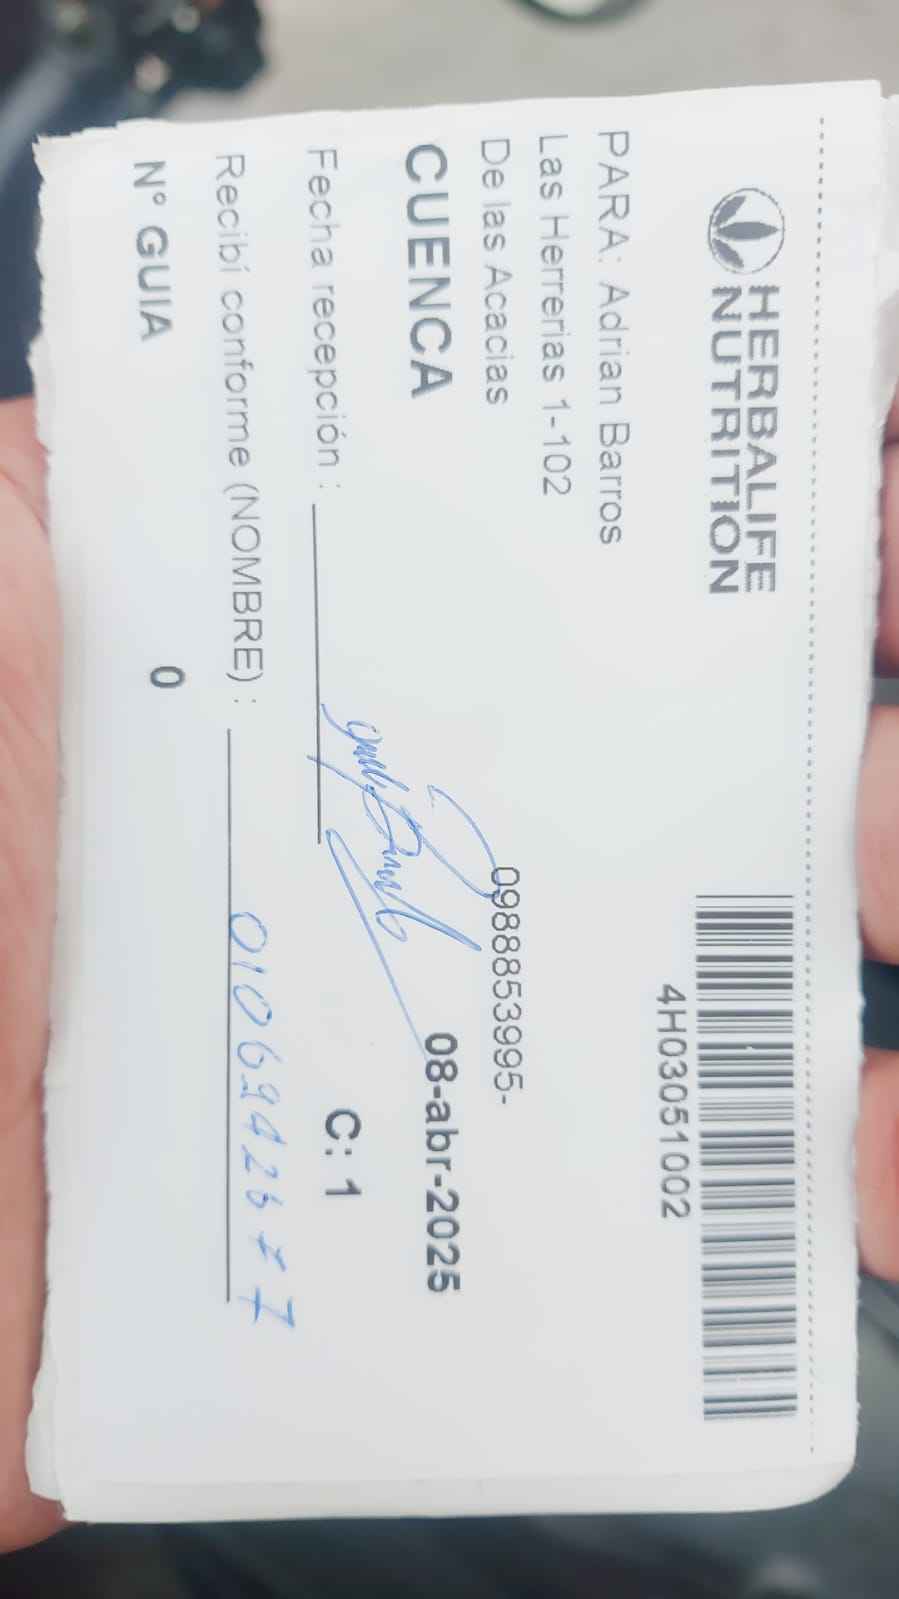 HERBALIFE
NUTRITION
4H03051002
PARA: Adrian Barros
Las Herrerias 1-102
De las Acacias
0988853995-
CUENCA
08-abr-2025
Fecha recepción :
C: 1
Recibí conforme (NOMBRE) :
N° GUIA
0